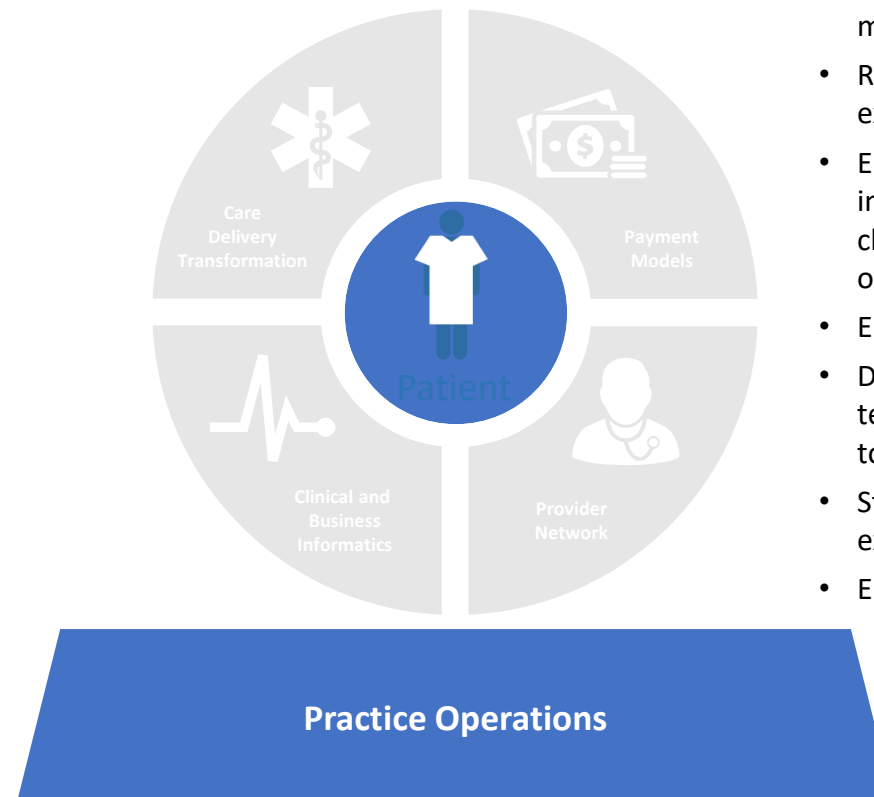 Care
Delivery
Transformation
Payment
Models
Patient
Clinical and
Business
Informatics
Provider
Network
Practice Operations
•
•
•
•
•
•